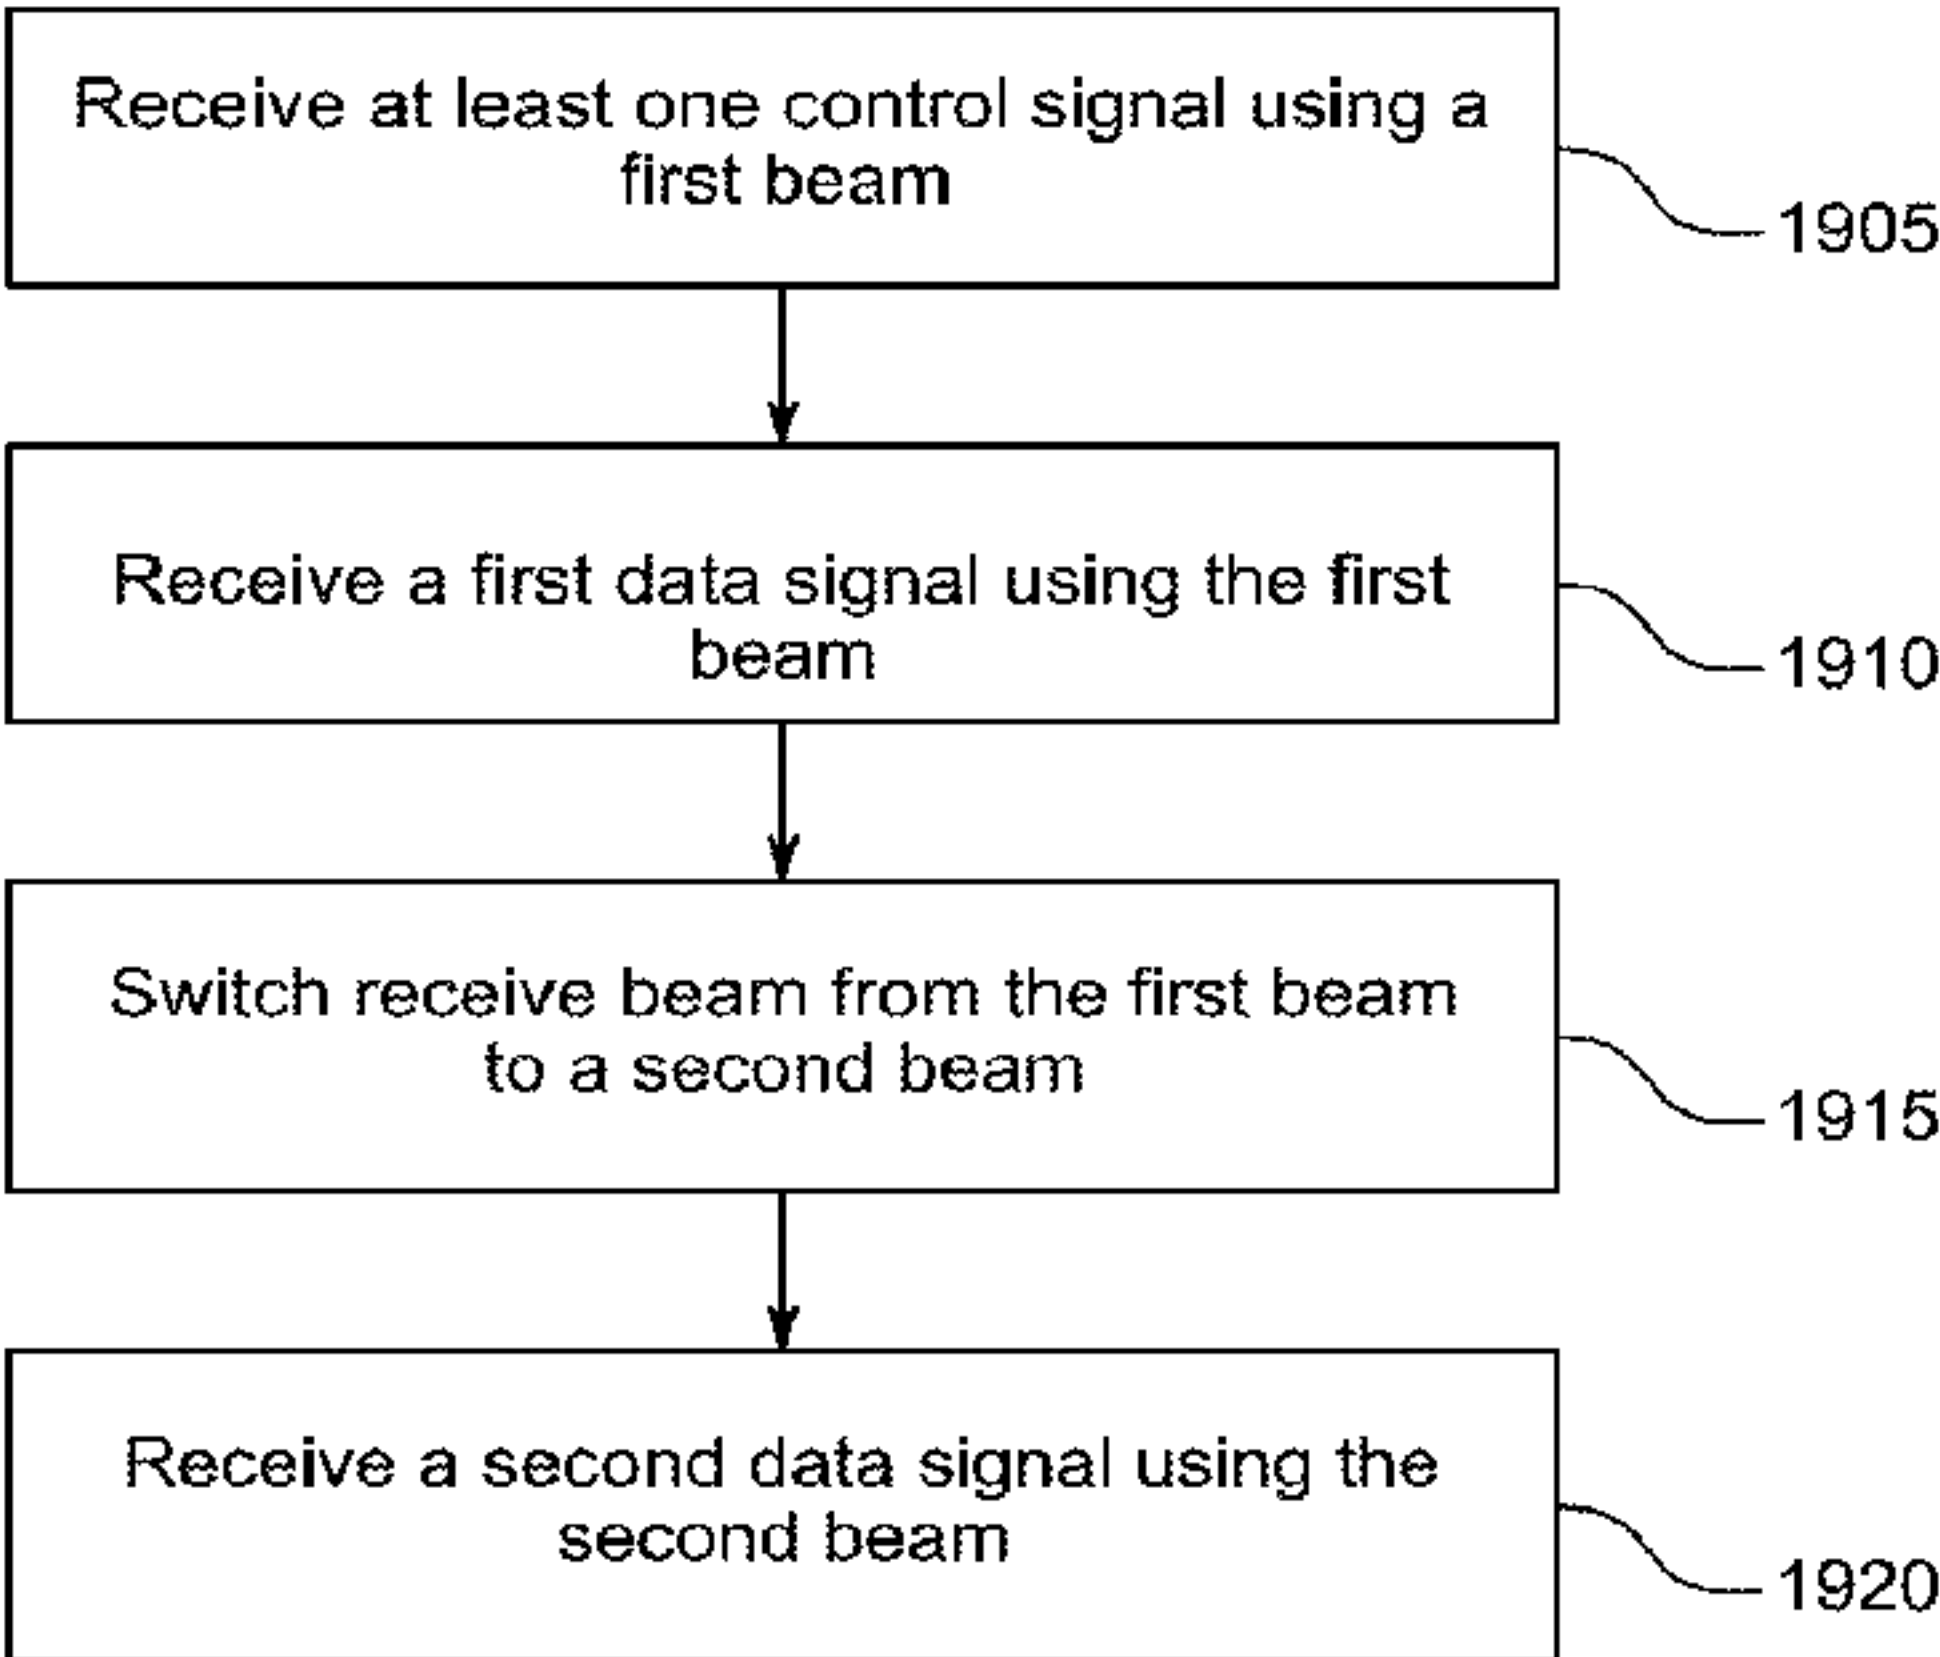 Receive at least one control signal using a
first beam
1905
Receive a first data signal using the first
beam
1910
Switch receive beam from the first beam
to a second beam
1915
Receive a second data signal using the
second beam
1920